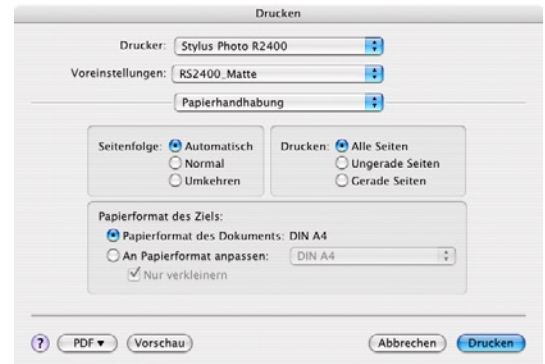 Drucken
Drucker: Stylus Photo R2400
Voreinstellungen: RS2400_Matte
Papierhandhabung
Seitenfolge: Automatisch
Normal
Umkehren
Drucken: Alle Seiten
Ungerade Seiten
Gerade Seiten
Papierformat des Ziels:
Papierformat des Dokuments: DIN A4
An Papierformat anpassen: DIN A4
Nur verkleinern
? PDF▼ Vorschau Abbrechen Drucken